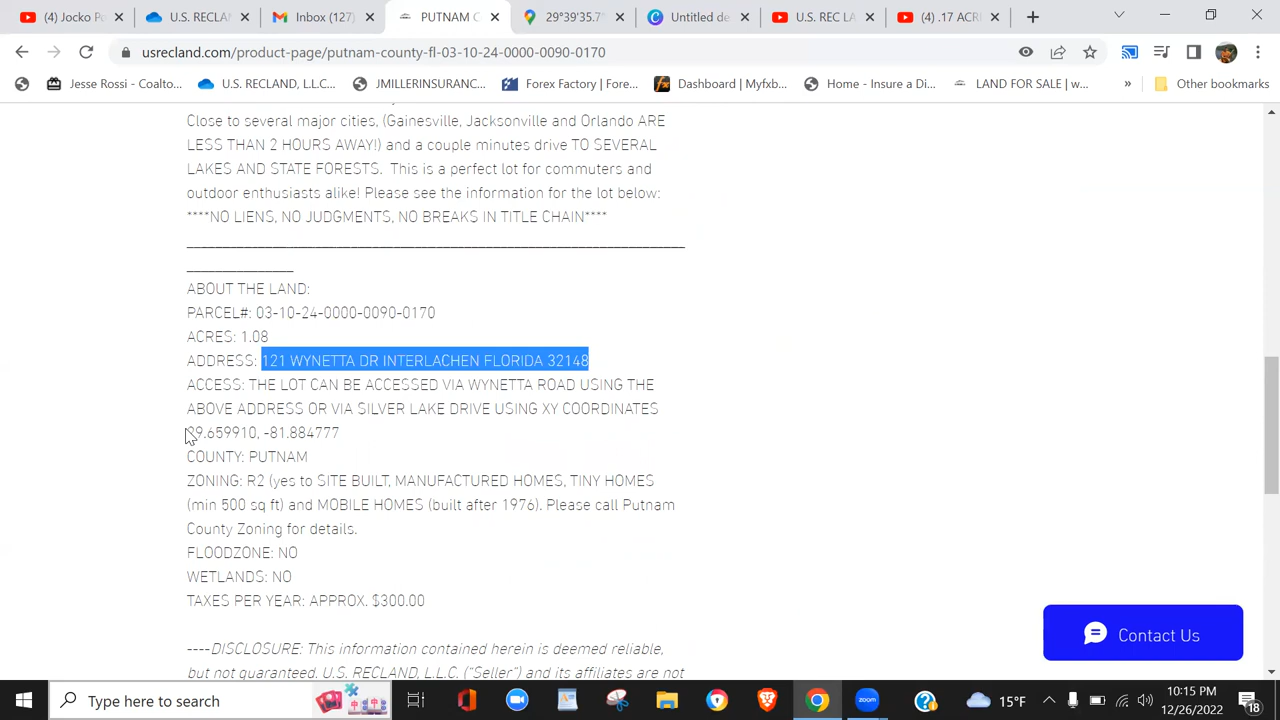 (4) Jocko Po
U.S. RECLAN
Inbox (127)
PUTNAM C
29°39'35.7"
Untitled de
U.S. REC LA
(4) .17 ACRE
usrecland.com/product-page/putnam-county-fl-03-10-24-0000-0090-0170
Jesse Rossi - Coalto...
U.S. RECLAND, L.L.C...
JMILLERINSURANC...
Forex Factory | Fore...
Dashboard | Myfxb...
Home - Insure a Di...
LAND FOR SALE | w...
»
Other bookmarks
Close to several major cities, (Gainesville, Jacksonville and Orlando ARE
LESS THAN 2 HOURS AWAY!) and a couple minutes drive TO SEVERAL
LAKES AND STATE FORESTS. This is a perfect lot for commuters and
outdoor enthusiasts alike! Please see the information for the lot below:
****NO LIENS, NO JUDGMENTS, NO BREAKS IN TITLE CHAIN****
ABOUT THE LAND:
PARCEL#: 03-10-24-0000-0090-0170
ACRES: 1.08
ADDRESS: 121 WYNETTA DR INTERLACHEN FLORIDA 32148
ACCESS: THE LOT CAN BE ACCESSED VIA WYNETTA ROAD USING THE
ABOVE ADDRESS OR VIA SILVER LAKE DRIVE USING XY COORDINATES
29.659910, -81.884777
COUNTY: PUTNAM
ZONING: R2 (yes to SITE BUILT, MANUFACTURED HOMES, TINY HOMES
(min 500 sq ft) and MOBILE HOMES (built after 1976). Please call Putnam
County Zoning for details.
FLOODZONE: NO
WETLANDS: NO
TAXES PER YEAR: APPROX. $300.00
----DISCLOSURE: This information contained herein is deemed reliable,
but not guaranteed. U.S. RECLAND, L.L.C. ("Seller") and its affiliates are not
Contact Us
Type here to search
zoom
15°F
10:15 PM
12/26/2022
18